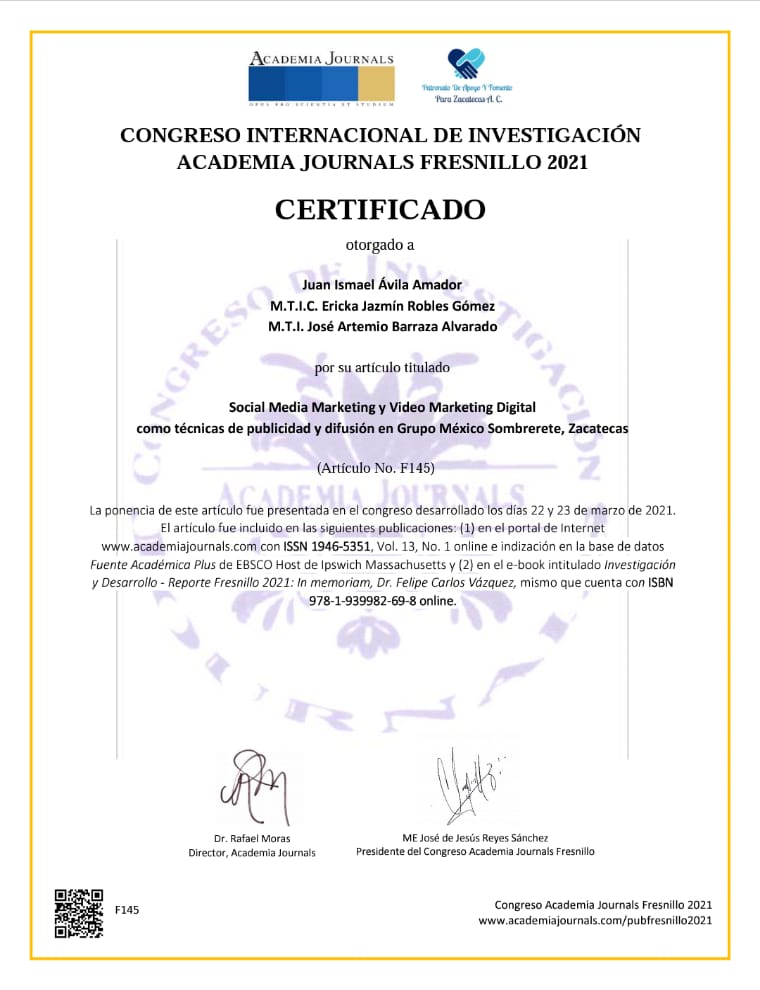 ACADEMIA JOURNALS
OPUS PRO SCIENTIA ET STUDIUM
Patronato De Apoyo Y Fomento
Para Zacatecas A. C.
CONGRESO INTERNACIONAL DE INVESTIGACIÓN
ACADEMIA JOURNALS FRESNILLO 2021
CERTIFICADO
otorgado a
Juan Ismael Ávila Amador
M.T.I.C. Ericka Jazmín Robles Gómez
M.T.I. José Artemio Barraza Alvarado
por su artículo titulado
Social Media Marketing y Video Marketing Digital
como técnicas de publicidad y difusión en Grupo México Sombrerete, Zacatecas
(Artículo No. F145)
La ponencia de este artículo fue presentada en el congreso desarrollado los días 22 y 23 de marzo de 2021.
El artículo fue incluido en las siguientes publicaciones: (1) en el portal de Internet
www.academiajournals.com con ISSN 1946-5351, Vol. 13, No. 1 online e indización en la base de datos
Fuente Académica Plus de EBSCO Host de Ipswich Massachusetts y (2) en el e-book intitulado Investigación
y Desarrollo - Reporte Fresnillo 2021: In memoriam, Dr. Felipe Carlos Vázquez, mismo que cuenta con ISBN
978-1-939982-69-8 online.
CONGRESO DE INVESTIGACIÓN
ACADEMIA JOURNALS
Dr. Rafael Moras
Director, Academia Journals
ME José de Jesús Reyes Sánchez
Presidente del Congreso Academia Journals Fresnillo
F145
Congreso Academia Journals Fresnillo 2021
www.academiajournals.com/pubfresnillo2021